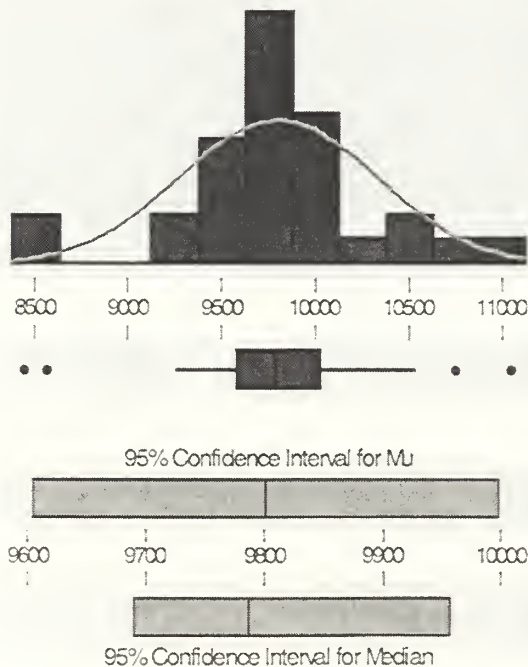 8500 9000 9500 10000 10500 11000
95% Confidence Interval for Mu
9600 9700 9800 9900 10000
95% Confidence Interval for Median